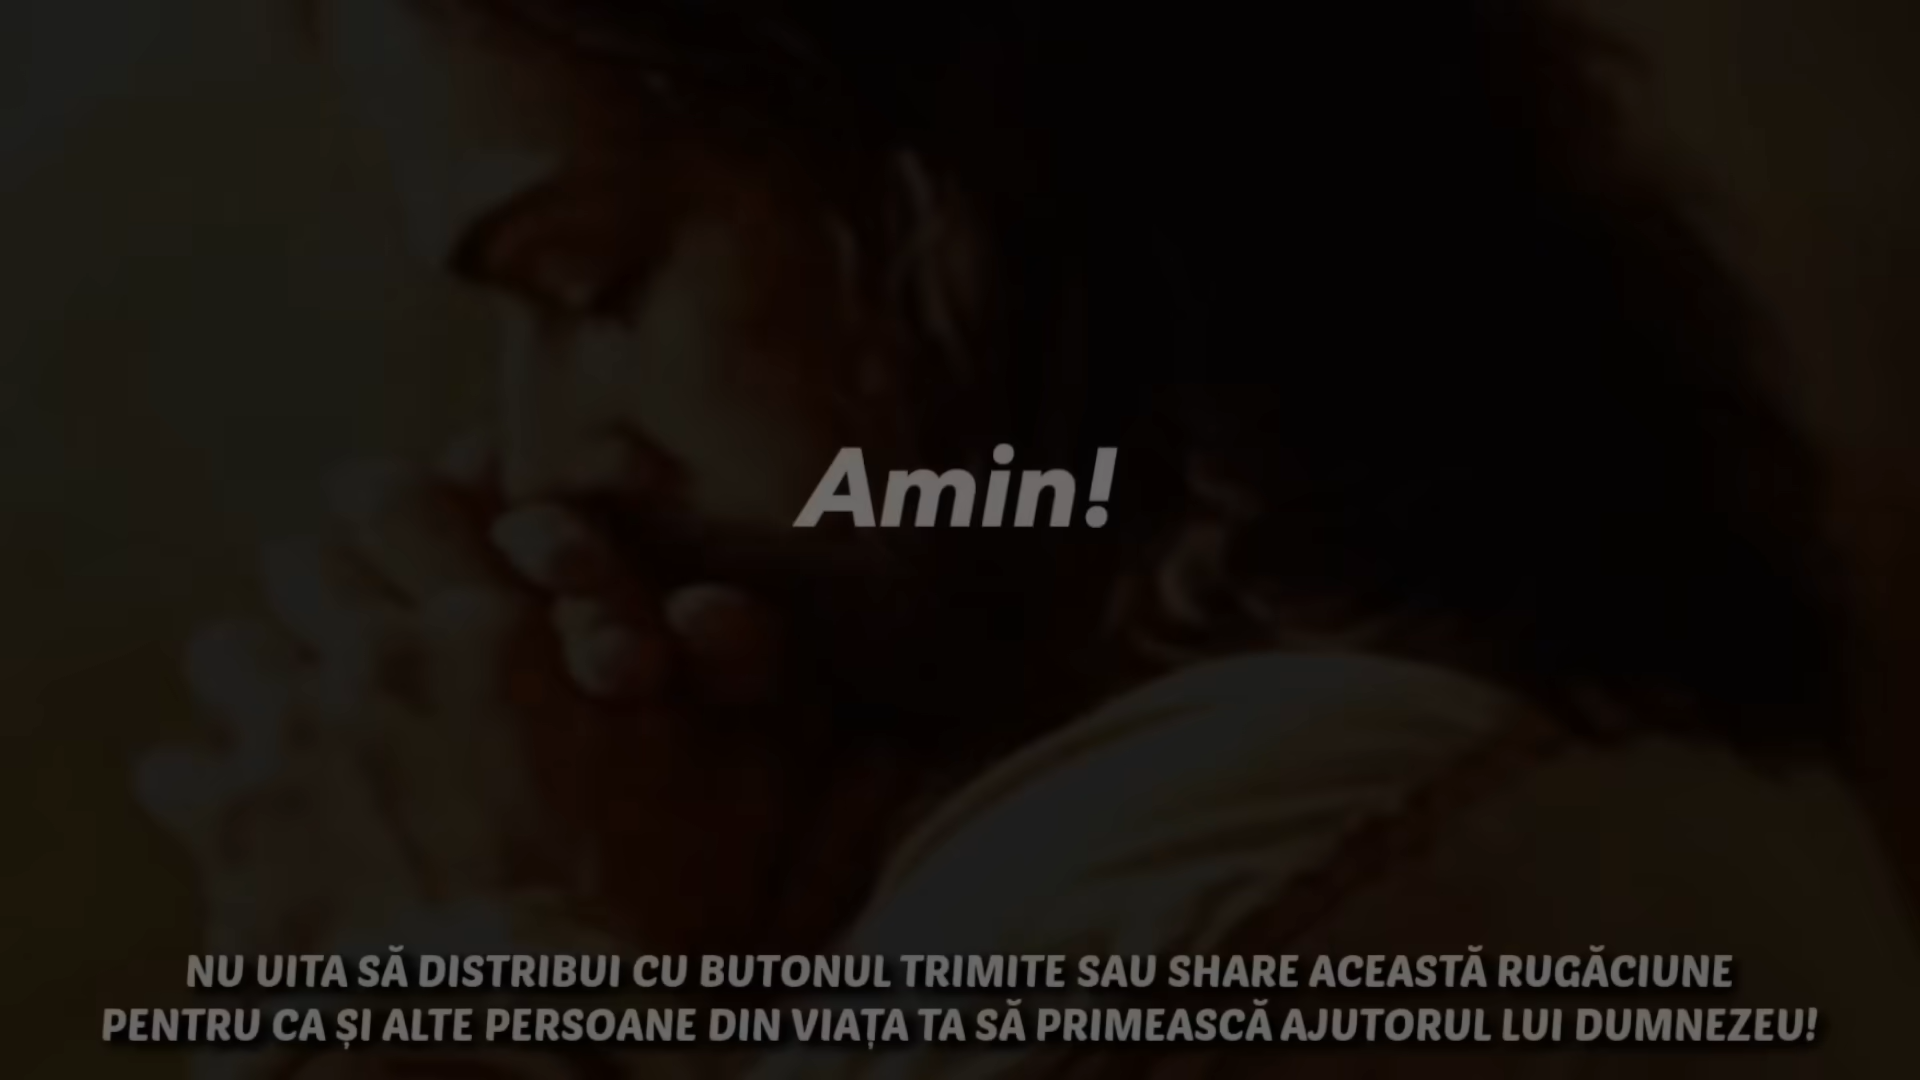 Amin!
NU UITA SĂ DISTRIBUI CU BUTONUL TRIMITE SAU SHARE ACEASTĂ RUGĂCIUNE
PENTRU CA ȘI ALTE PERSOANE DIN VIAȚA TA SĂ PRIMEASCĂ AJUTORUL LUI DUMNEZEU!